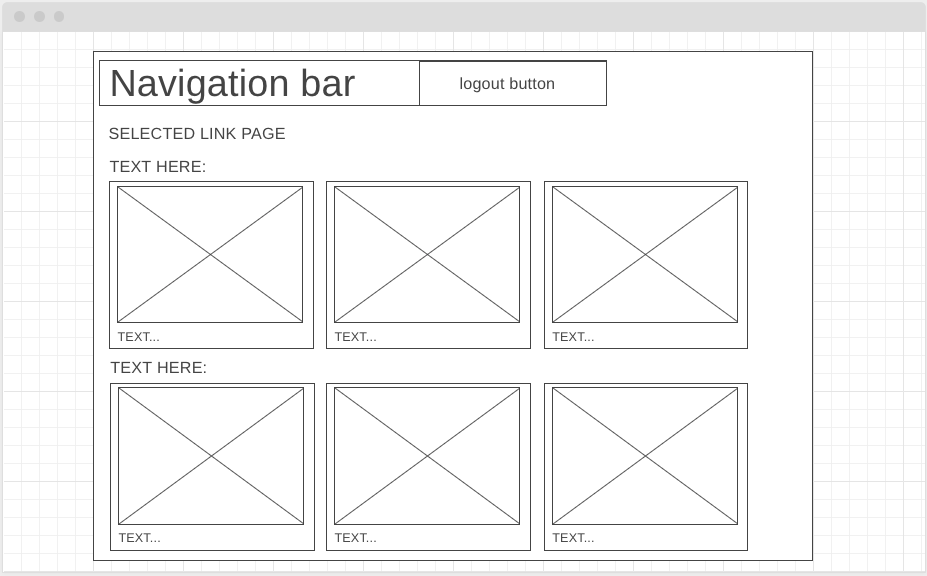 Navigation bar
logout button
SELECTED LINK PAGE
TEXT HERE:
TEXT...
TEXT...
TEXT...
TEXT HERE:
TEXT...
TEXT...
TEXT...